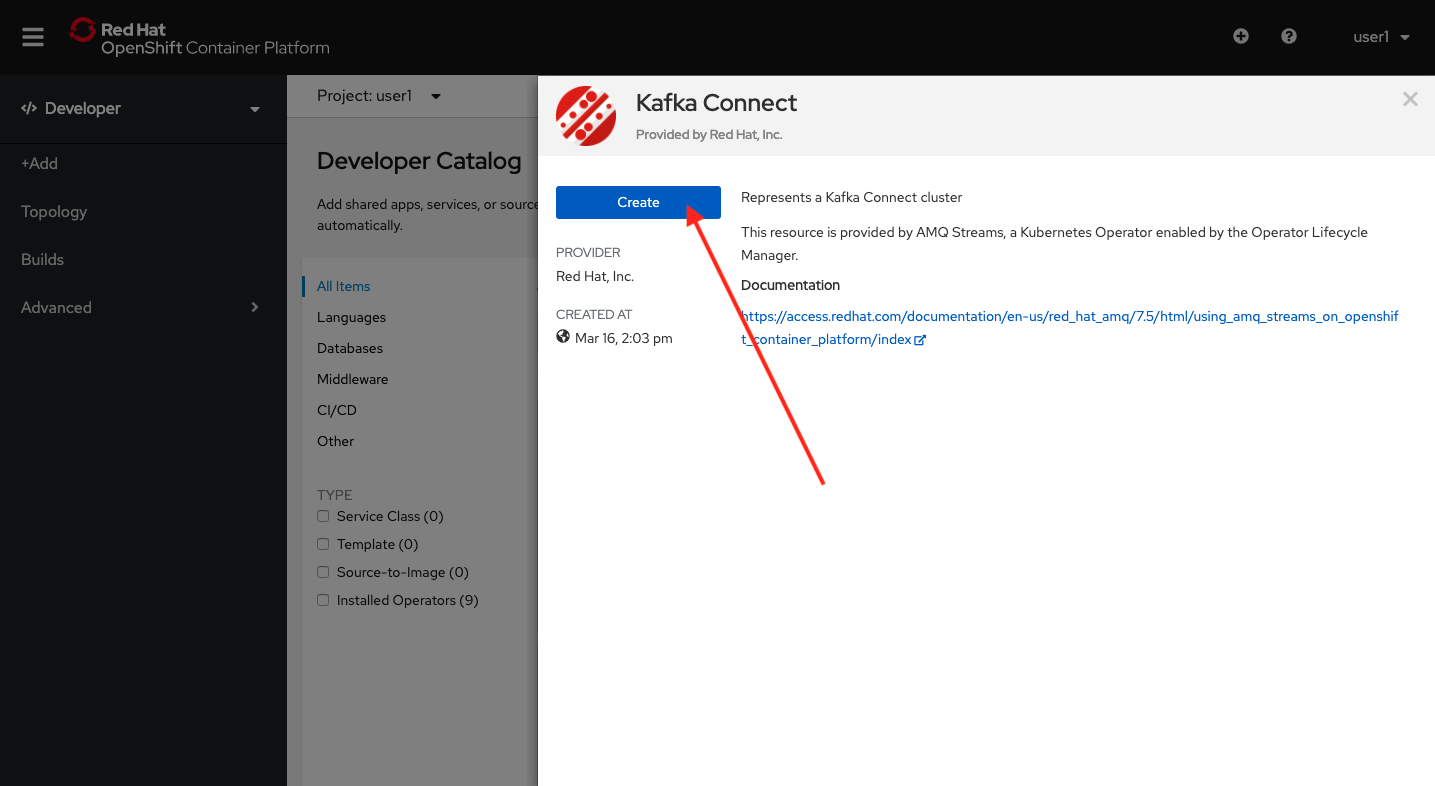 Red Hat
OpenShift Container Platform
user1
Developer
+Add
Topology
Builds
Advanced
Project: user1
Developer Catalog
Add shared apps, services, or
automatically.
All Items
Languages
Databases
Middleware
CI/CD
Other
TYPE
Service Class (0)
Template (0)
Source-to-Image (0)
Installed Operators (9)
Kafka Connect
Provided by Red Hat, Inc.
Create
PROVIDER
Red Hat, Inc.
CREATED AT
Mar 16, 2:03 pm
Represents a Kafka Connect cluster
This resource is provided by AMQ Streams, a Kubernetes Operator enabled by the Operator Lifecycle
Manager.
Documentation
https://access.redhat.com/documentation/en-us/red_hat_amq/7.5/html/using_amq_streams_on_openshif
t_container_platform/index